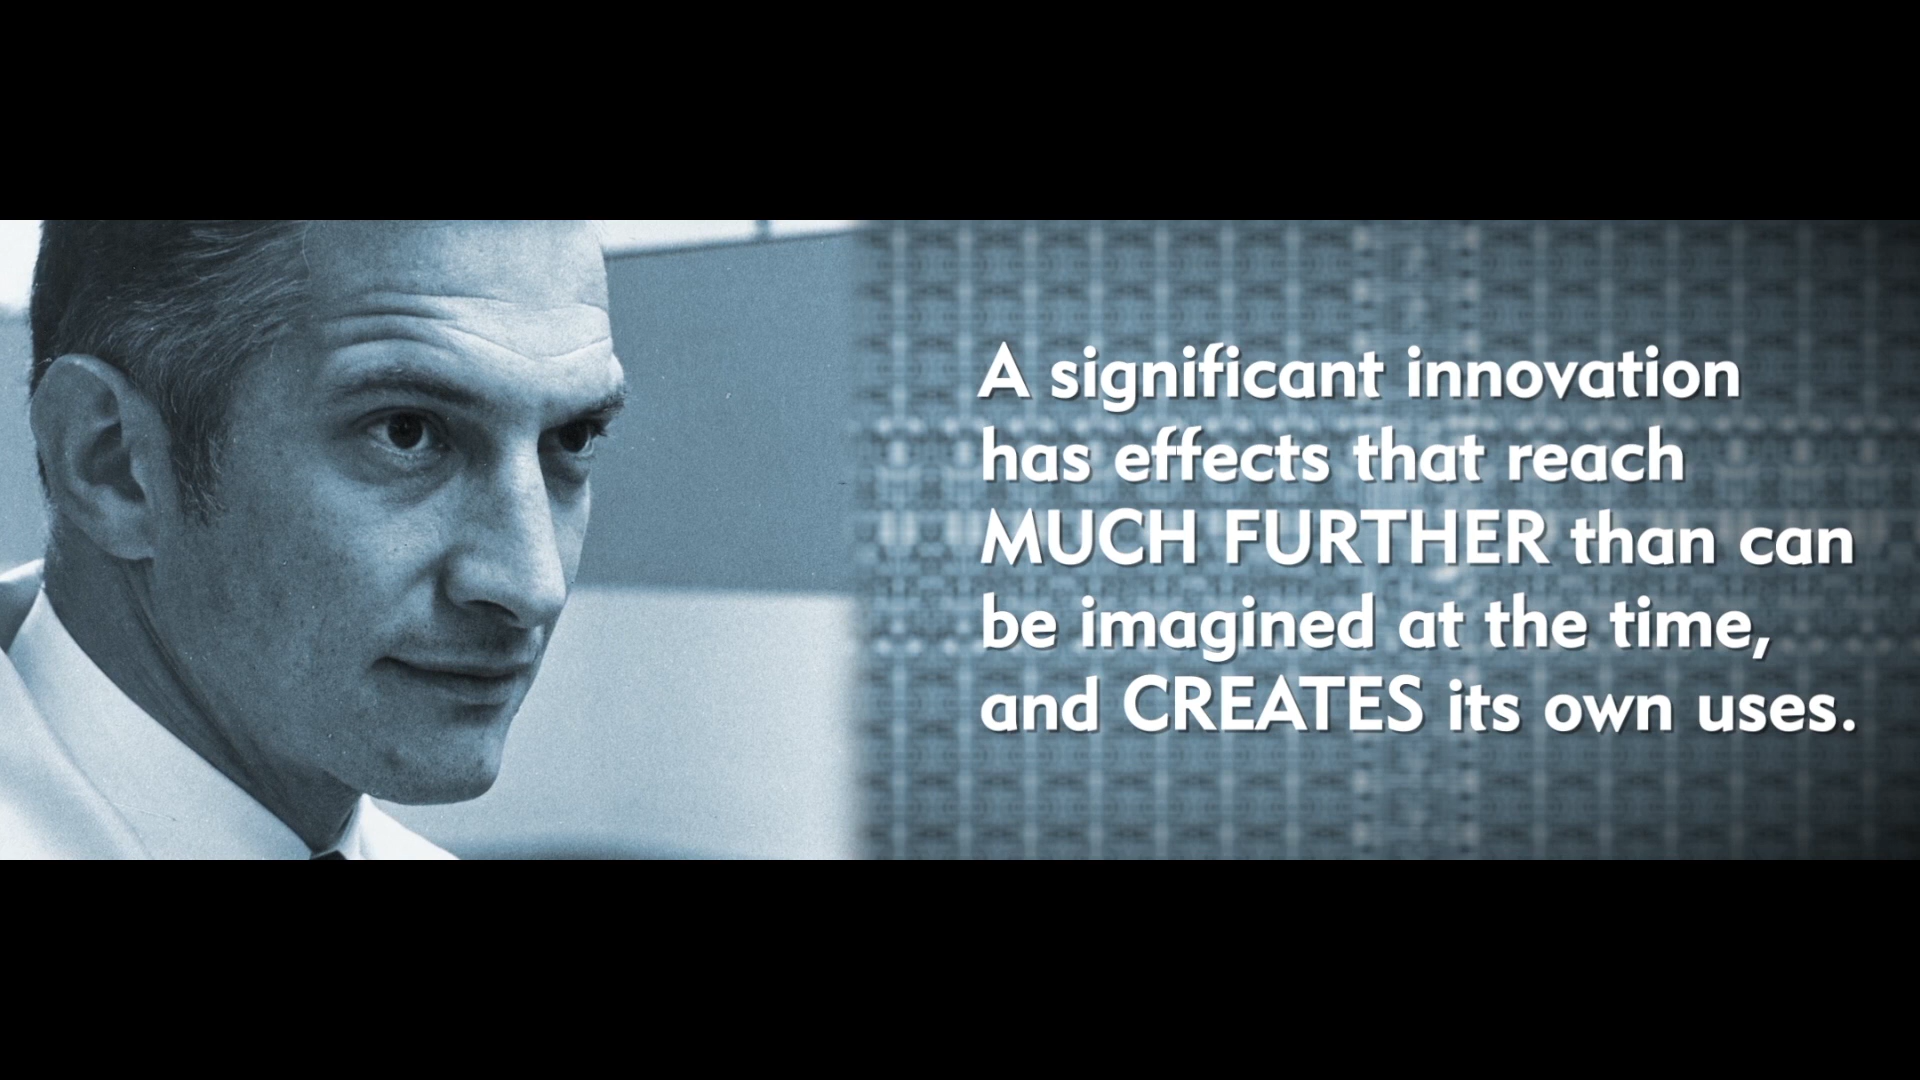 A significant innovation
has effects that reach
MUCH FURTHER than can
be imagined at the time,
and CREATES its own uses.